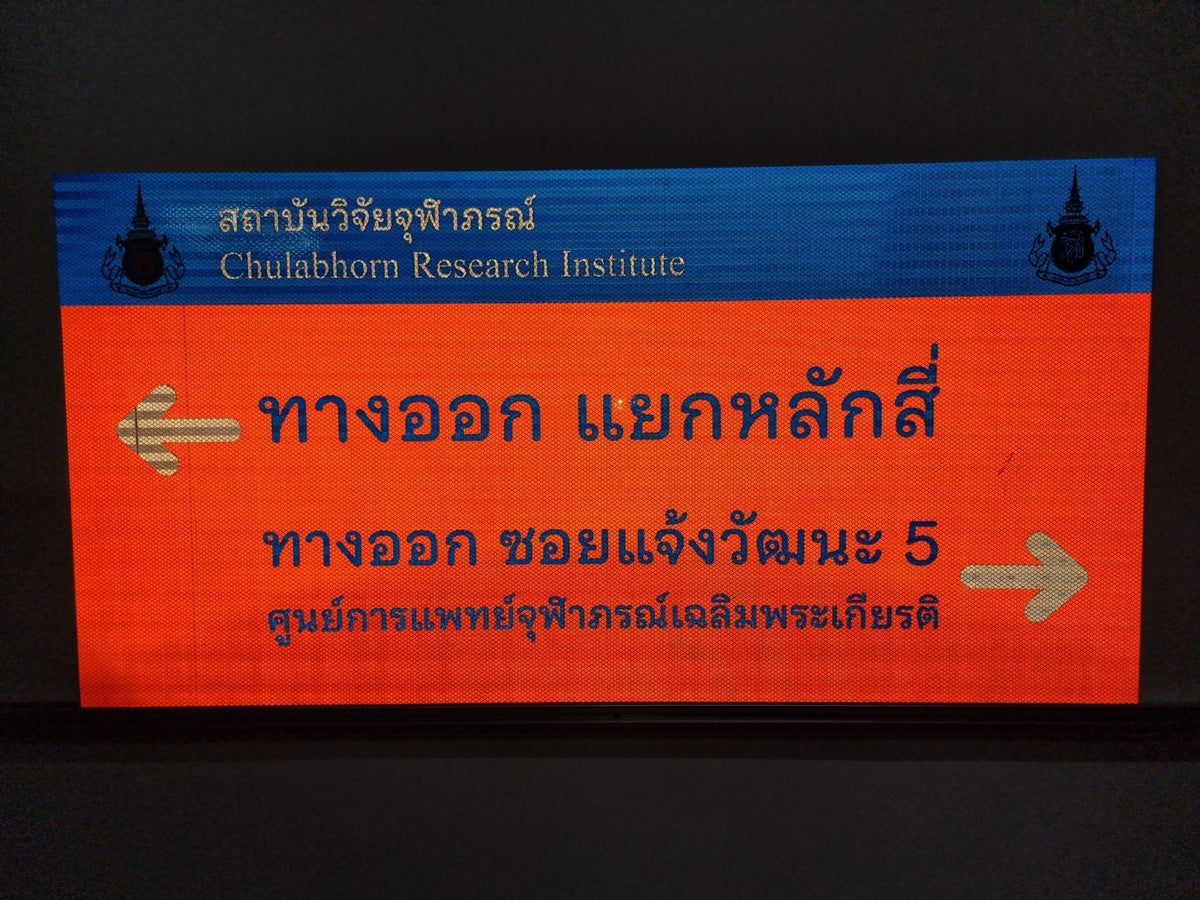 สถาบันวิจัยจุฬาภรณ์
Chulabhorn Research Institute
ทางออก แยกหลักสี่
ทางออก ซอยแจ้งวัฒนะ 5
ศูนย์การแพทย์จุฬาภรณ์เฉลิมพระเกียรติ